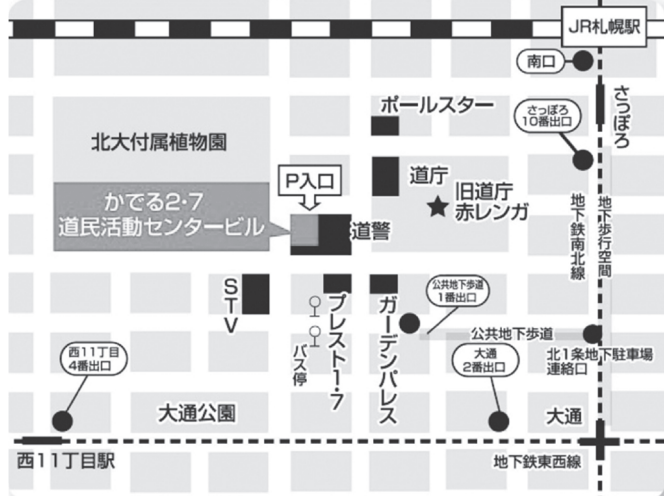 JR札幌駅
南口
さっぽろ
さっぽろ
10番出口
ポールスター
北大付属植物園
道庁
旧道庁
赤レンガ
P入口
かでる2・7
道民活動センタービル
道警
地下鉄南北線
地下歩行空間
STV
バス停
プレスト1・7
ガーデンパレス
公共地下歩道
1番出口
公共地下歩道
北1条地下駐車場
連絡口
西11丁目
4番出口
大通
2番出口
大通公園
大通
西11丁目駅
地下鉄東西線